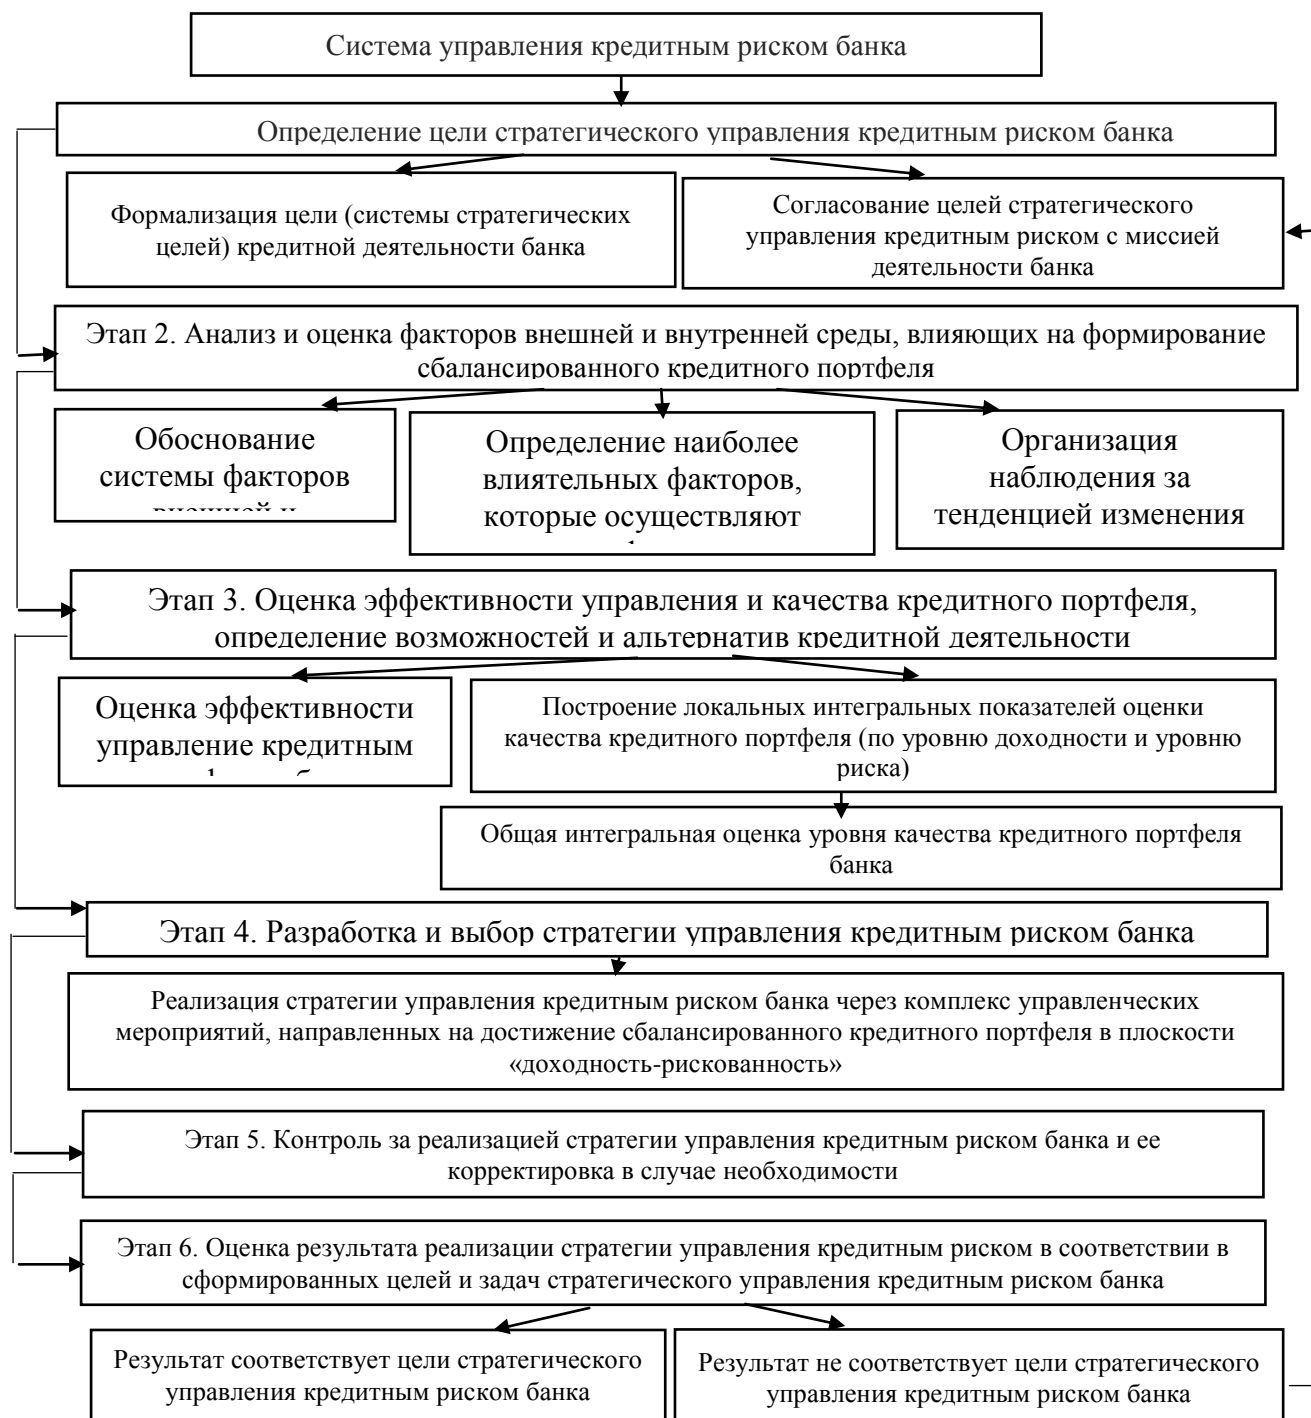 Система управления кредитным риском банка
Определение цели стратегического управления кредитным риском банка
Формализация цели (системы стратегических
целей) кредитной деятельности банка
Согласование целей стратегического
управления кредитным риском с миссией
деятельности банка
Этап 2. Анализ и оценка факторов внешней и внутренней среды, влияющих на формирование
сбалансированного кредитного портфеля
Обоснование
системы факторов
Определение наиболее
влиятельных факторов,
которые осуществляют
Организация
наблюдения за
тенденцией изменения
Этап 3. Оценка эффективности управления и качества кредитного портфеля,
определение возможностей и альтернатив кредитной деятельности
Оценка эффективности
управление кредитным
Построение локальных интегральных показателей оценки
качества кредитного портфеля (по уровню доходности и уровню
риска)
Общая интегральная оценка уровня качества кредитного портфеля
банка
Этап 4. Разработка и выбор стратегии управления кредитным риском банка
Реализация стратегии управления кредитным риском банка через комплекс управленческих
мероприятий, направленных на достижение сбалансированного кредитного портфеля в плоскости
«доходность-рискованность»
Этап 5. Контроль за реализацией стратегии управления кредитным риском банка и ее
корректировка в случае необходимости
Этап 6. Оценка результата реализации стратегии управления кредитным риском в соответствии в
сформированных целей и задач стратегического управления кредитным риском банка
Результат соответствует цели стратегического
управления кредитным риском банка
Результат не соответствует цели стратегического
управления кредитным риском банка